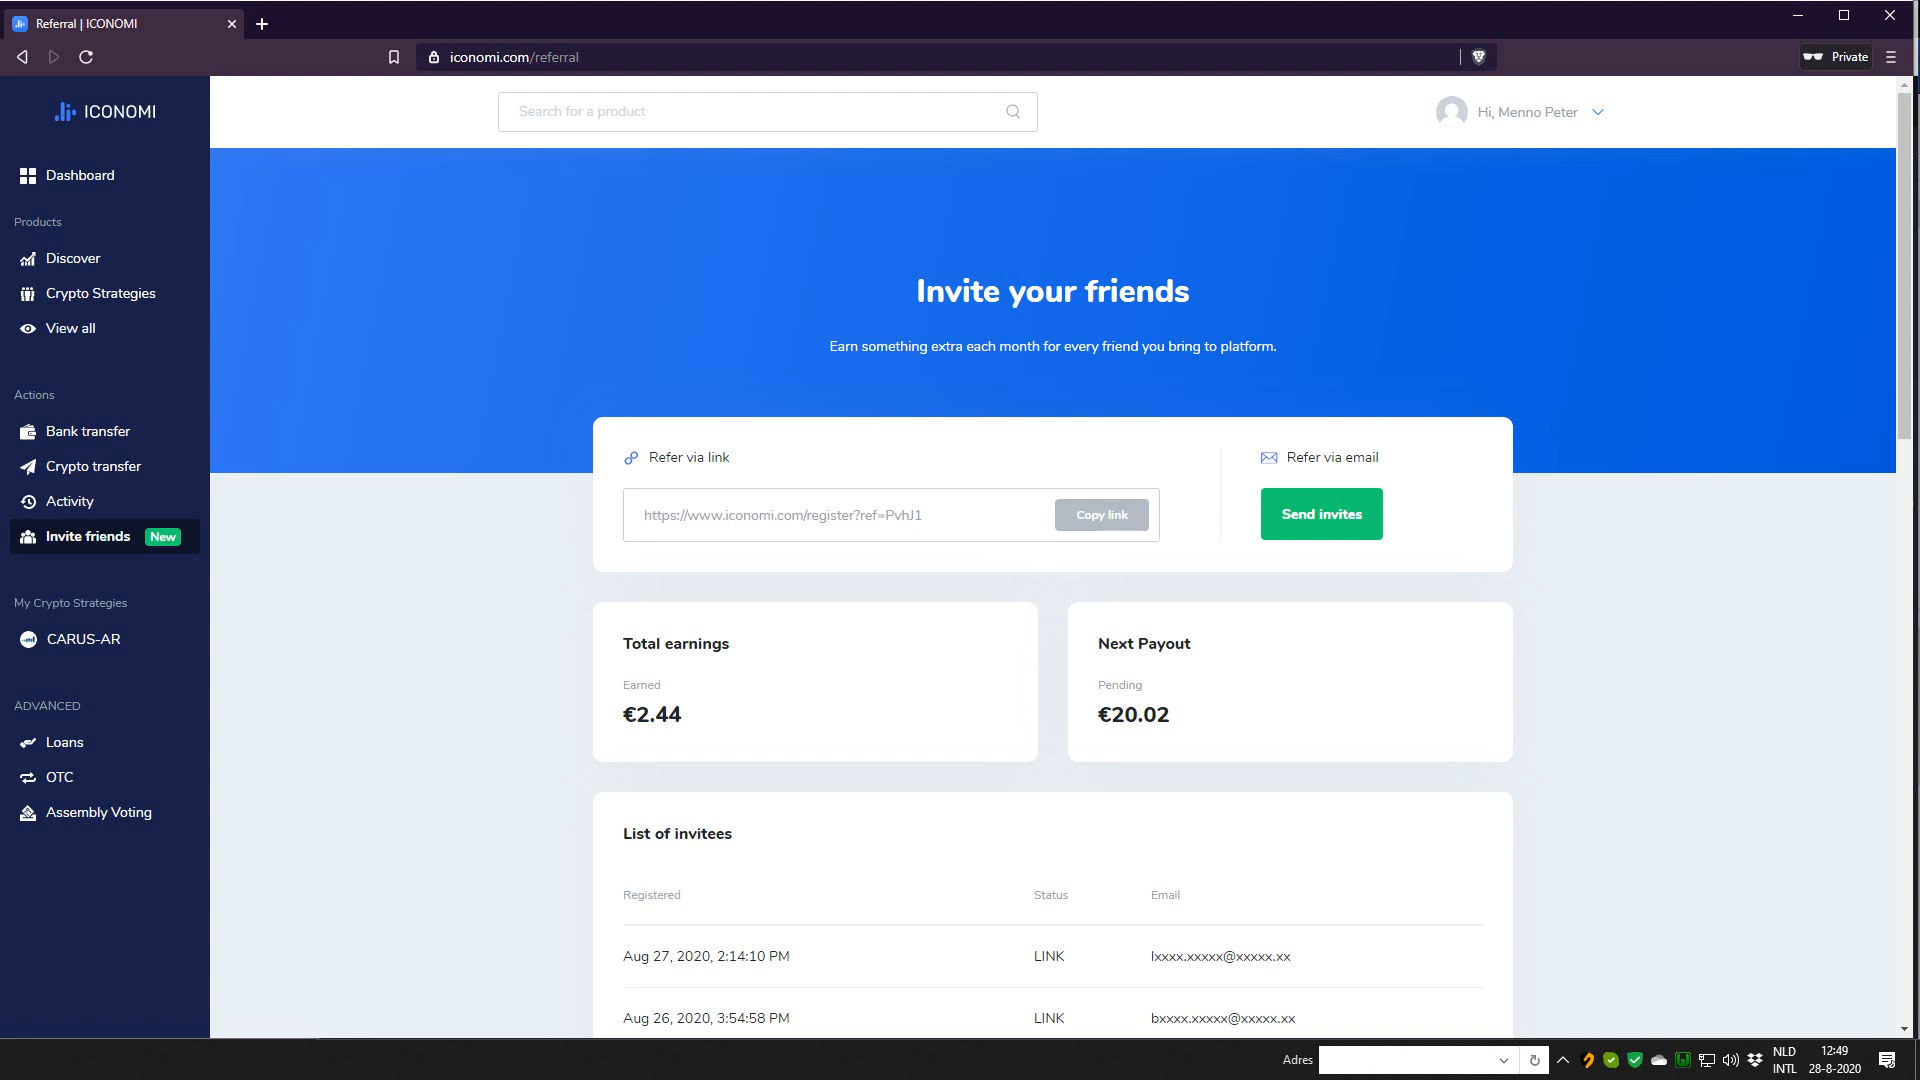 Referral | ICONOMI
iconomi.com/referral
Private
ICONOMI
Search for a product
Hi, Menno Peter
Dashboard
Products
Discover
Crypto Strategies
View all
Actions
Bank transfer
Crypto transfer
Activity
Invite friends New
My Crypto Strategies
CARUS-AR
ADVANCED
Loans
OTC
Assembly Voting
Invite your friends
Earn something extra each month for every friend you bring to platform.
Refer via link
https://www.iconomi.com/register?ref=PvhJ1
Copy link
Refer via email
Send invites
Total earnings
Earned
€2.44
Next Payout
Pending
€20.02
List of invitees
Registered Status Email
Aug 27, 2020, 2:14:10 PM LINK lxxxx.xxxxx@xxxxx.xx
Aug 26, 2020, 3:54:58 PM LINK bxxxx.xxxxx@xxxxx.xx
Adres
NLD
INTL
12:49
28-8-2020